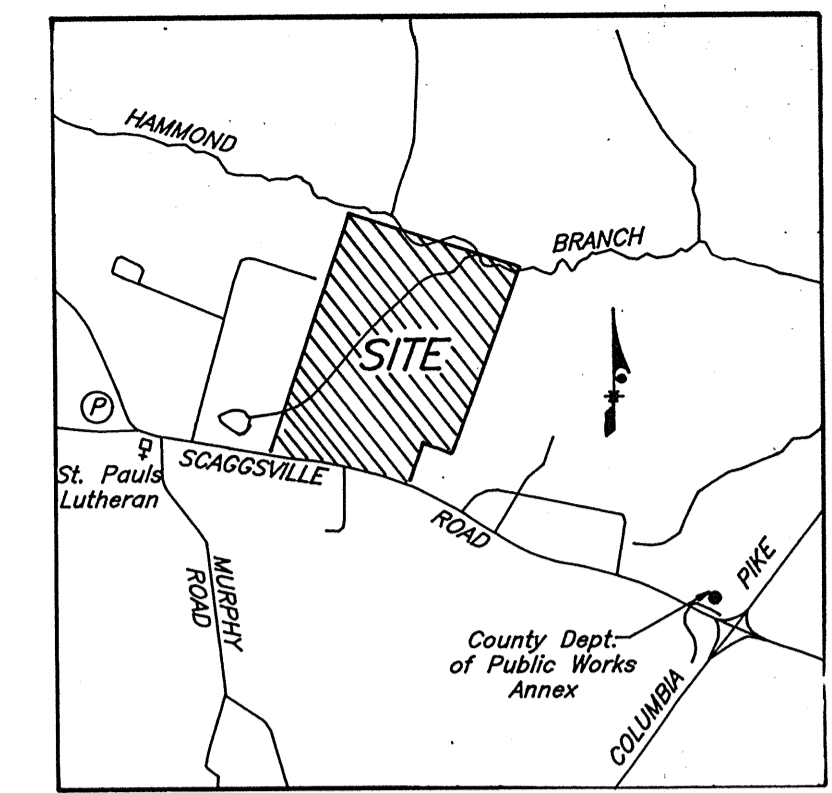 HAMMOND
BRANCH
SITE
P
St. Pauls
Lutheran
SCAGGSVILLE
ROAD
MURPHY
ROAD
PIKE
County Dept.
of Public Works
Annex
COLUMBIA